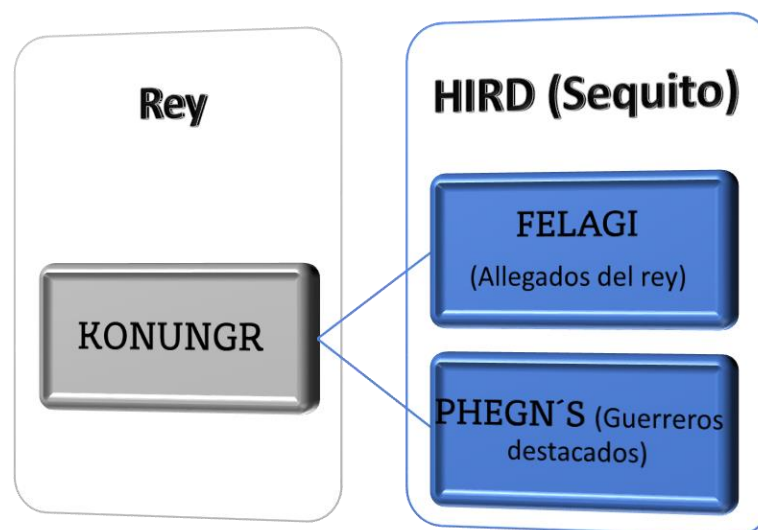 Rey
KONUNGR
HIRD (Sequito)
FELAGI
(Allegados del rey)
PHEGN´S (Guerreros
destacados)